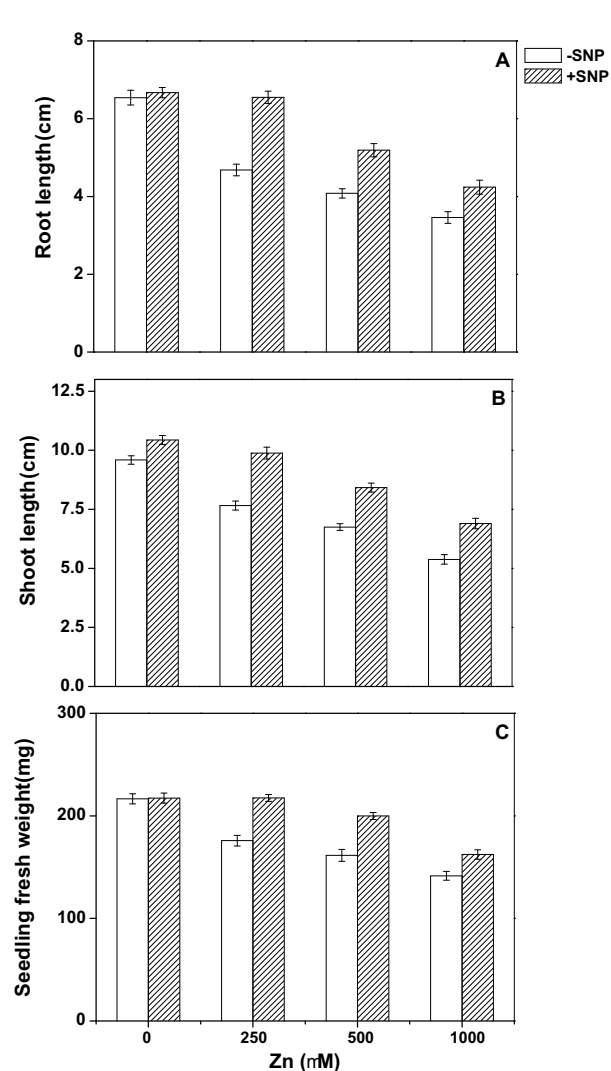 A
-SNP
+SNP
8
6
4
2
0
Root length(cm)
B
12.5
10.0
7.5
5.0
2.5
0.0
Shoot length(cm)
C
300
200
100
0
Seedling fresh weight(mg)
0 250 500 1000
Zn (mM)